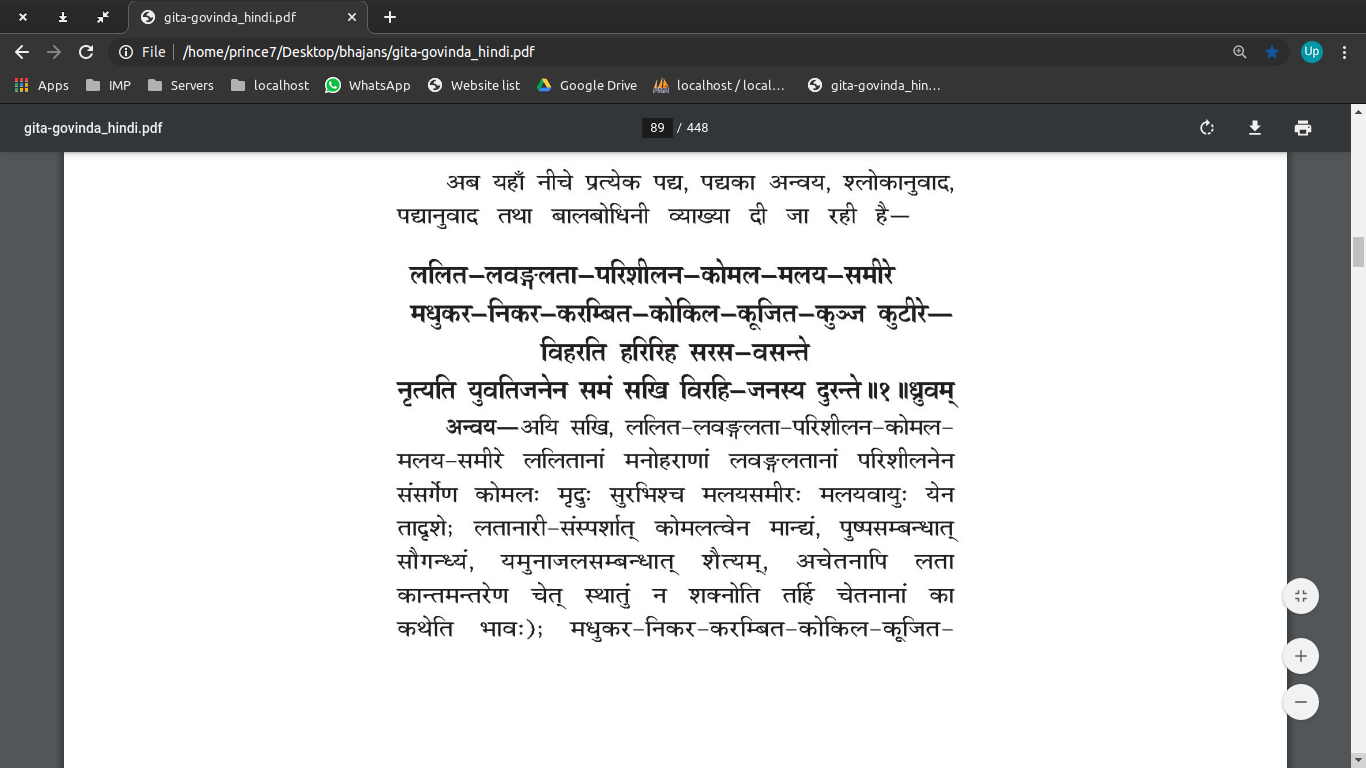 gita-govinda_hindi.pdf
File /home/prince7/Desktop/bhajans/gita-govinda_hindi.pdf Up
Apps IMP Servers localhost WhatsApp Website list Google Drive localhost / local… gita-govinda_hin…
gita-govinda_hindi.pdf 89 / 448
अब यहाँ नीचे प्रत्येक पद्य, पद्यका अन्वय, श्लोकानुवाद,
पद्यानुवाद तथा बालबोधिनी व्याख्या दी जा रही है—
ललित–लवङ्गलता–परिशीलन–कोमल–मलय–समीरे
मधुकर–निकर–करम्बित–कोकिल–कूजित–कुञ्ज कुटीरे—
विहरति हरिरिह सरस–वसन्ते
नृत्यति युवतिजनेन समं सखि विरहि–जनस्य दुरन्ते॥१॥ध्रुवम्
अन्वय—अयि सखि, ललित-लवङ्गलता-परिशीलन-कोमल-
मलय-समीरे ललितानां मनोहराणां लवङ्गलतानां परिशीलनेन
संसर्गेण कोमलः मृदुः सुरभिश्च मलयसमीरः मलयवायुः येन
तादृशे; लतानारी-संस्पर्शात् कोमलत्वेन मान्द्यं, पुष्पसम्बन्धात्
सौगन्ध्यं, यमुनाजलसम्बन्धात् शैत्यम्, अचेतनापि लता
कान्तमन्तरेण चेत् स्थातुं न शक्नोति तर्हि चेतनानां का
कथेति भावः); मधुकर-निकर-करम्बित-कोकिल-कूजित-